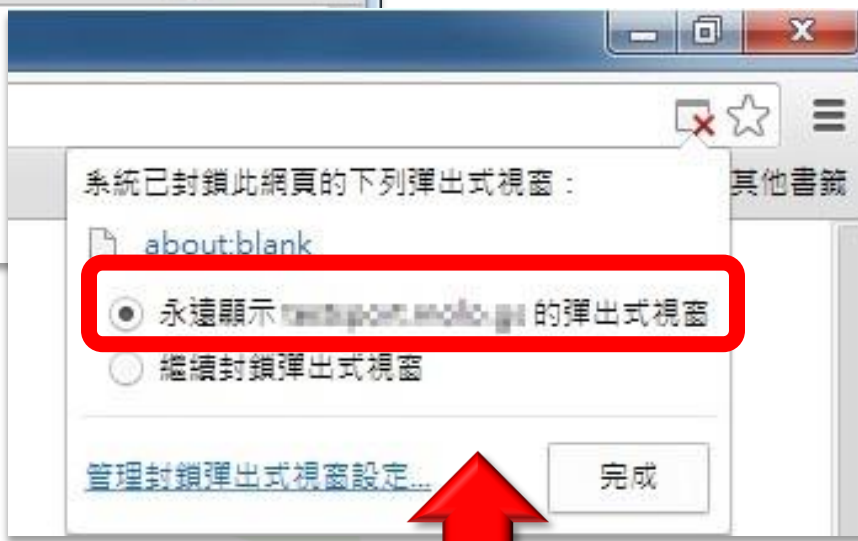 系統已封鎖此網頁的下列彈出式視窗：
其他書籤
about:blank
永遠顯示 的彈出式視窗
繼續封鎖彈出式視窗
管理封鎖彈出式視窗設定...
完成